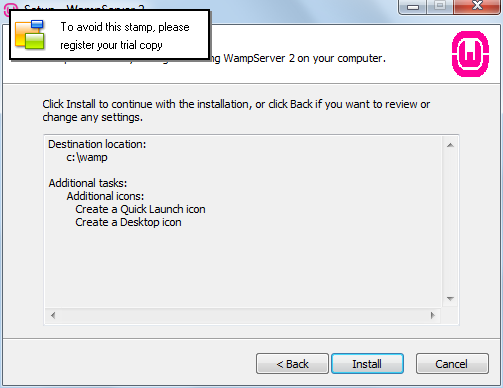 Setup - WampServer 2
To avoid this stamp, please
register your trial copy
ng WampServer 2 on your computer.
Click Install to continue with the installation, or click Back if you want to review or
change any settings.
Destination location:
c:\wamp
Additional tasks:
Additional icons:
Create a Quick Launch icon
Create a Desktop icon
< Back
Install
Cancel